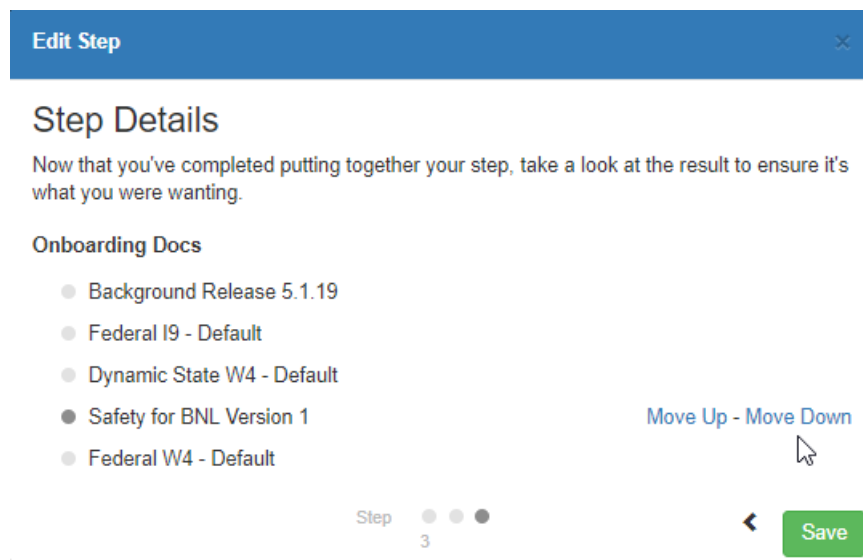 Edit Step
×
Step Details
Now that you've completed putting together your step, take a look at the result to ensure it's
what you were wanting.
Onboarding Docs
Background Release 5.1.19
Federal I9 - Default
Dynamic State W4 - Default
Safety for BNL Version 1 Move Up - Move Down
Federal W4 - Default
Step
3
Save